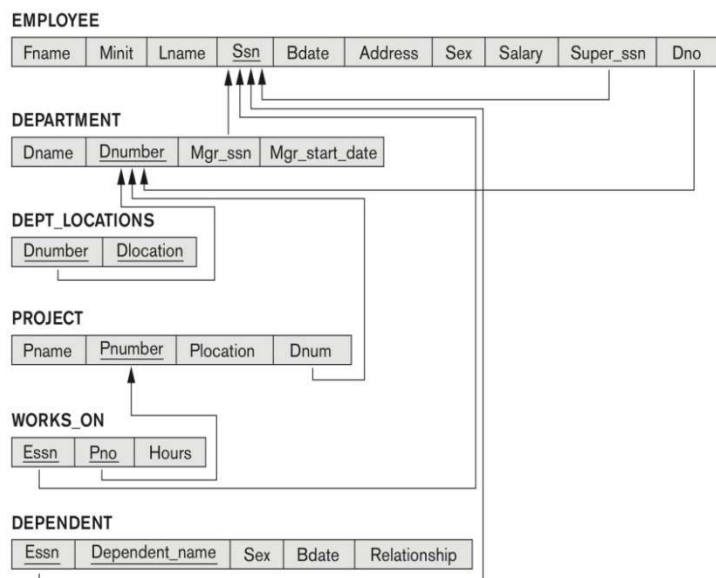 EMPLOYEE
Fname Minit Lname Ssn Bdate Address Sex Salary Super_ssn Dno
DEPARTMENT
Dname Dnumber Mgr_ssn Mgr_start_date
DEPT_LOCATIONS
Dnumber Dlocation
PROJECT
Pname Pnumber Plocation Dnum
WORKS_ON
Essn Pno Hours
DEPENDENT
Essn Dependent_name Sex Bdate Relationship